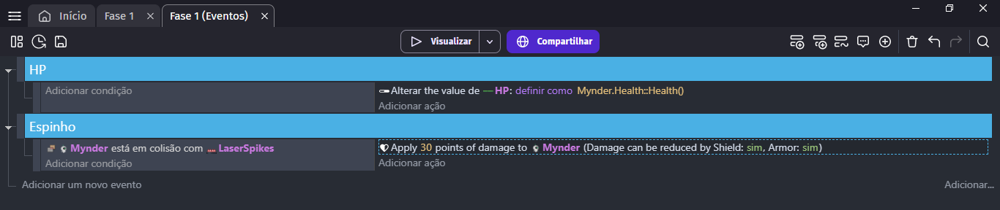 Início
Fase 1
Fase 1 (Eventos)
Visualizar
Compartilhar
HP
Adicionar condição
Alterar the value de HP: definir como Mynder.Health::Health()
Adicionar ação
Espinho
Mynder está em colisão com LaserSpikes
Apply 30 points of damage to Mynder (Damage can be reduced by Shield: sim, Armor: sim)
Adicionar condição
Adicionar ação
Adicionar um novo evento
Adicionar...